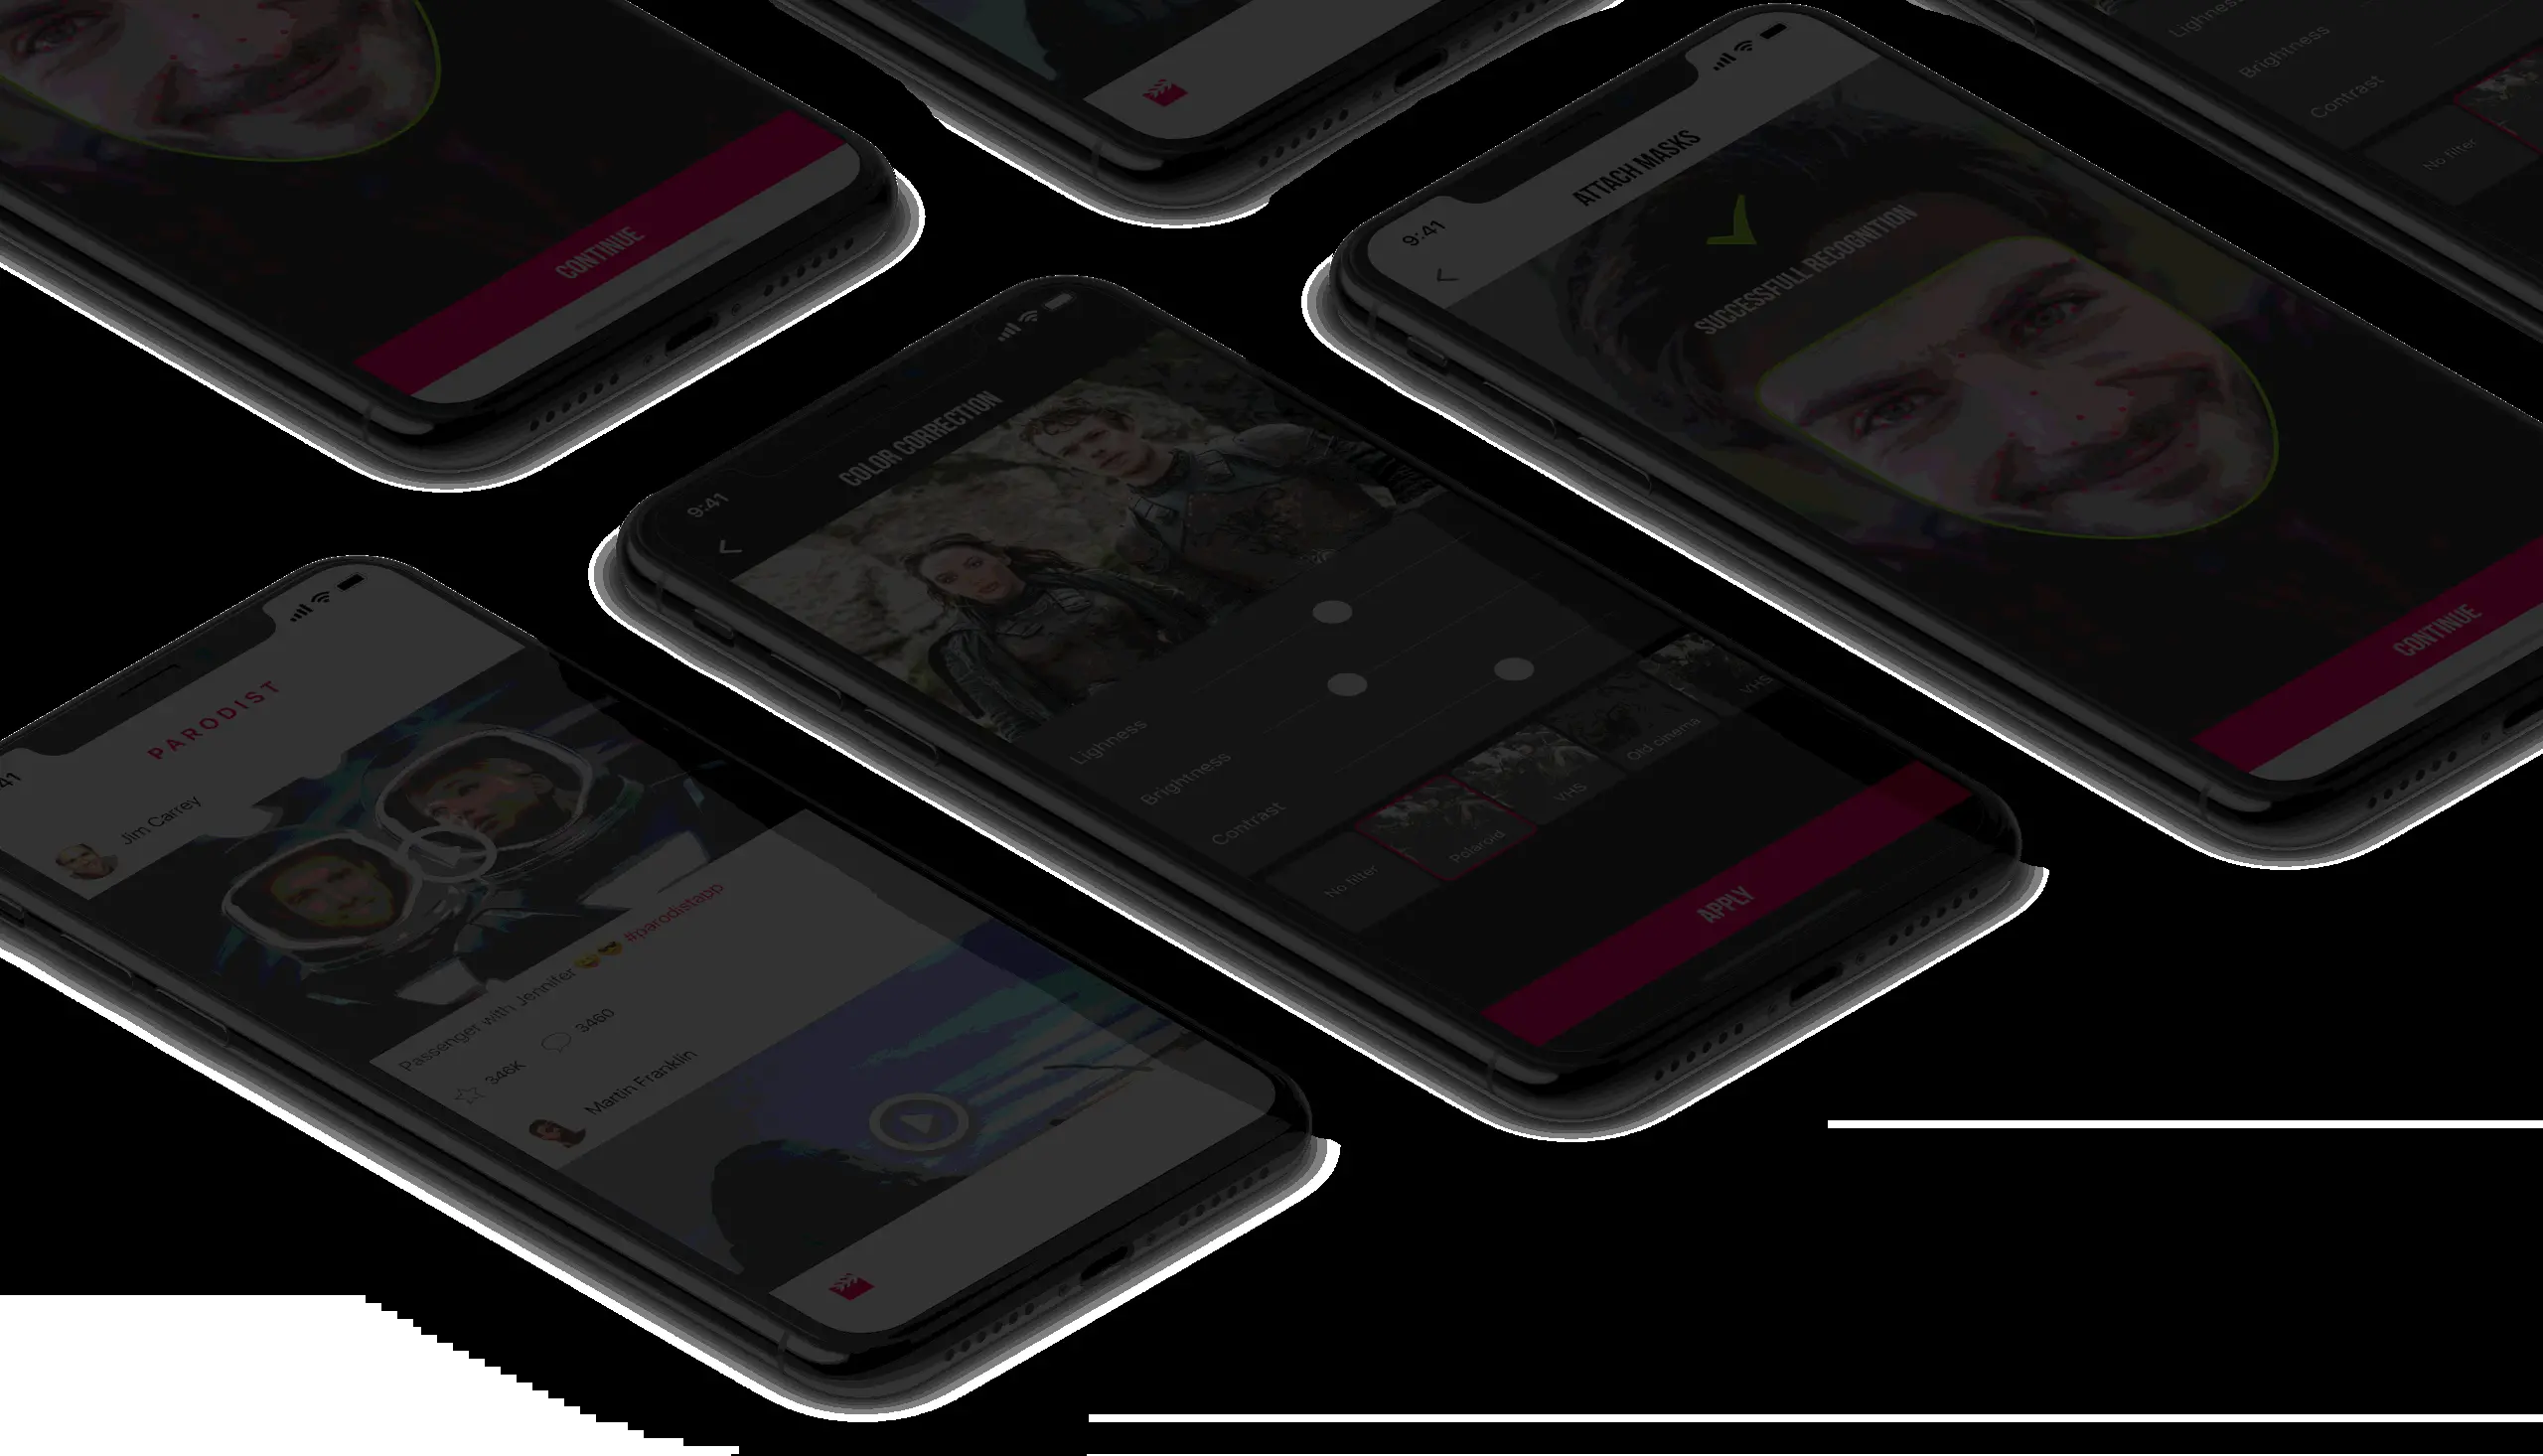 CONTINUE
Lighness
Brightness
Contrast
No filter
9:41
ATTACH MASKS
SUCCESSFULL RECOGNITION
CONTINUE
9:41
COLOR CORRECTION
Lighness
Brightness
Contrast
No filter
Polaroid
VHS
Old cinema
VHS
APPLY
41
PARODIST
Jim Carrey
Passenger with Jennifer 😄😎 #parodistapp
346K
3460
Martin Franklin